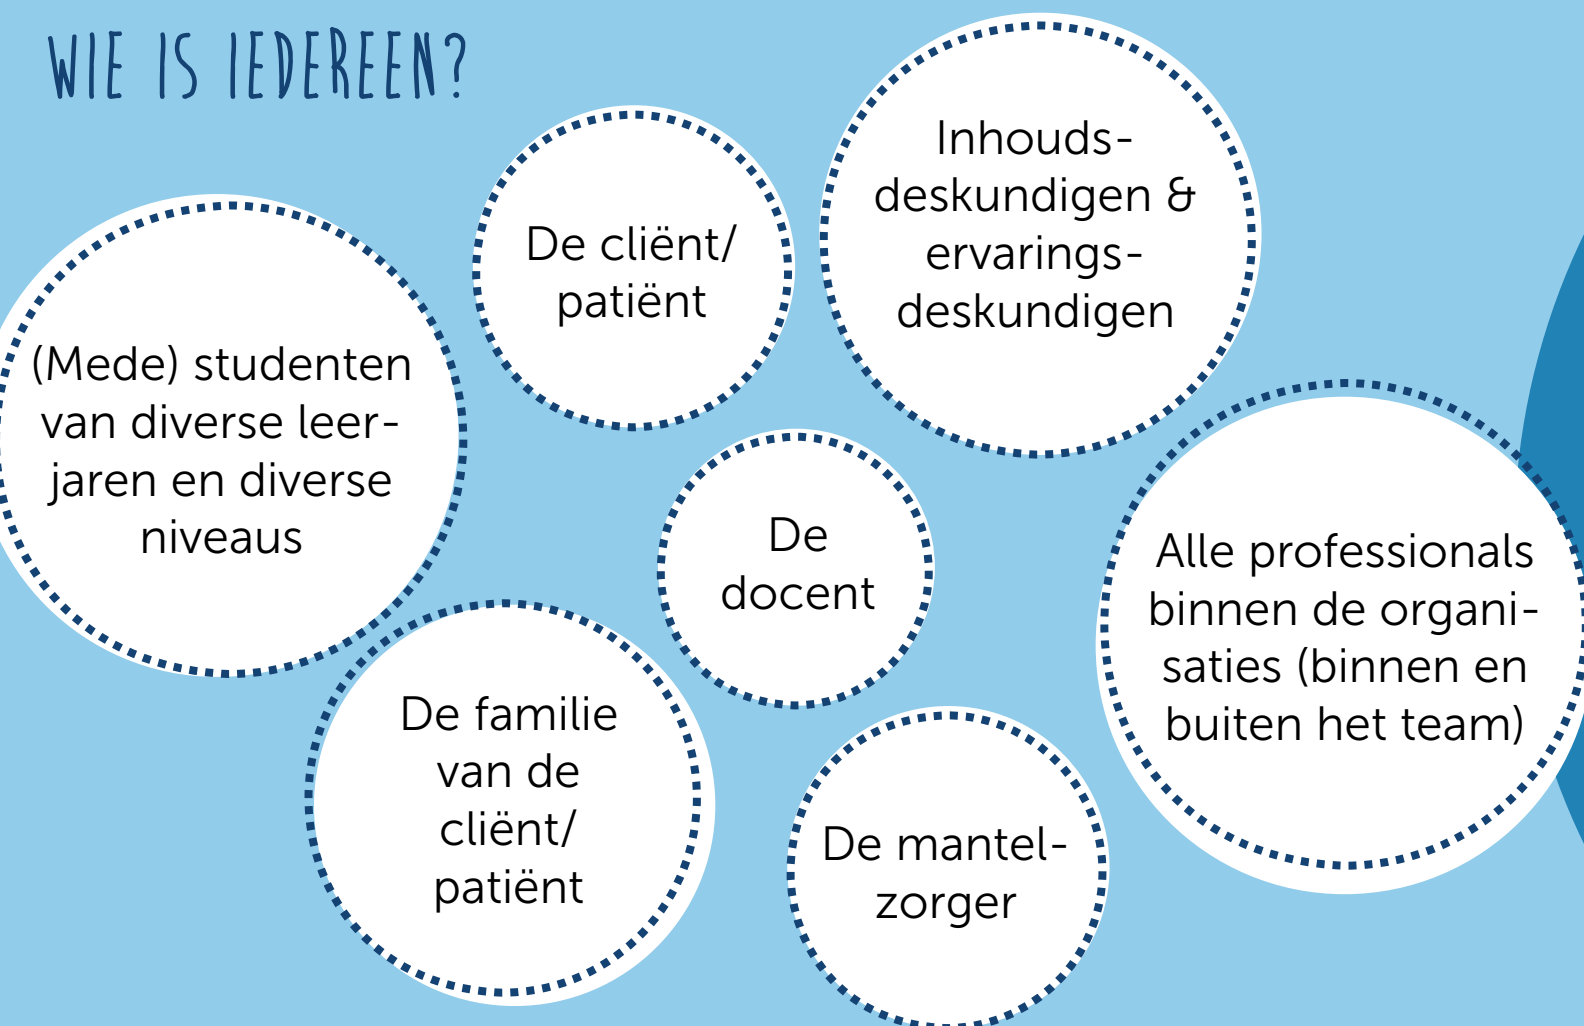 WIE IS IEDEREEN?
De cliënt/
patiënt
Inhouds-
deskundigen &
ervarings-
deskundigen
(Mede) studenten
van diverse leer-
jaren en diverse
niveaus
De
docent
Alle professionals
binnen de organi-
saties (binnen en
buiten het team)
De familie
van de
cliënt/
patiënt
De mantel-
zorger